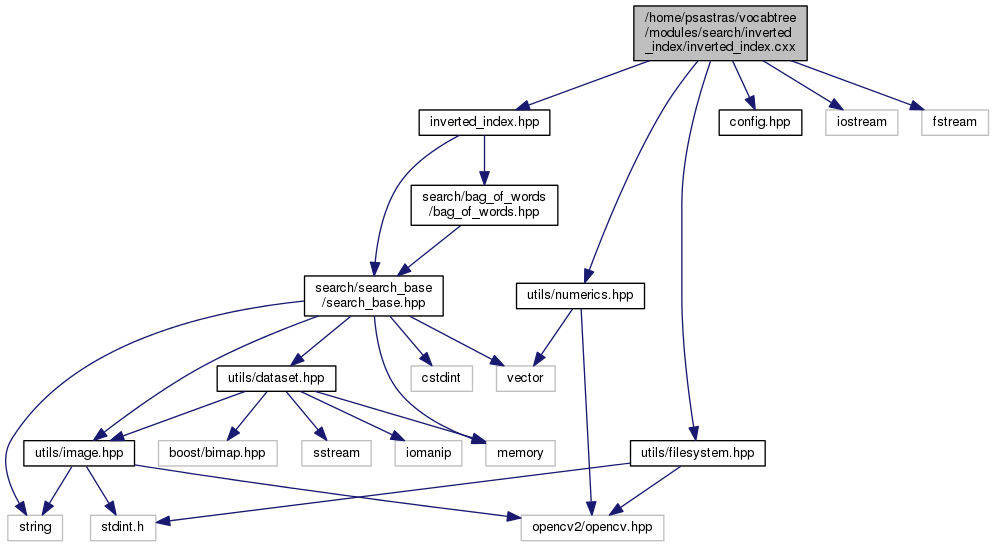 /home/psastras/vocabtree
/modules/search/inverted
_index/inverted_index.cxx
inverted_index.hpp
config.hpp
iostream
fstream
search/bag_of_words
/bag_of_words.hpp
search/search_base
/search_base.hpp
utils/numerics.hpp
utils/dataset.hpp
cstdint
vector
utils/image.hpp
boost/bimap.hpp
sstream
iomanip
memory
utils/filesystem.hpp
string
stdint.h
opencv2/opencv.hpp